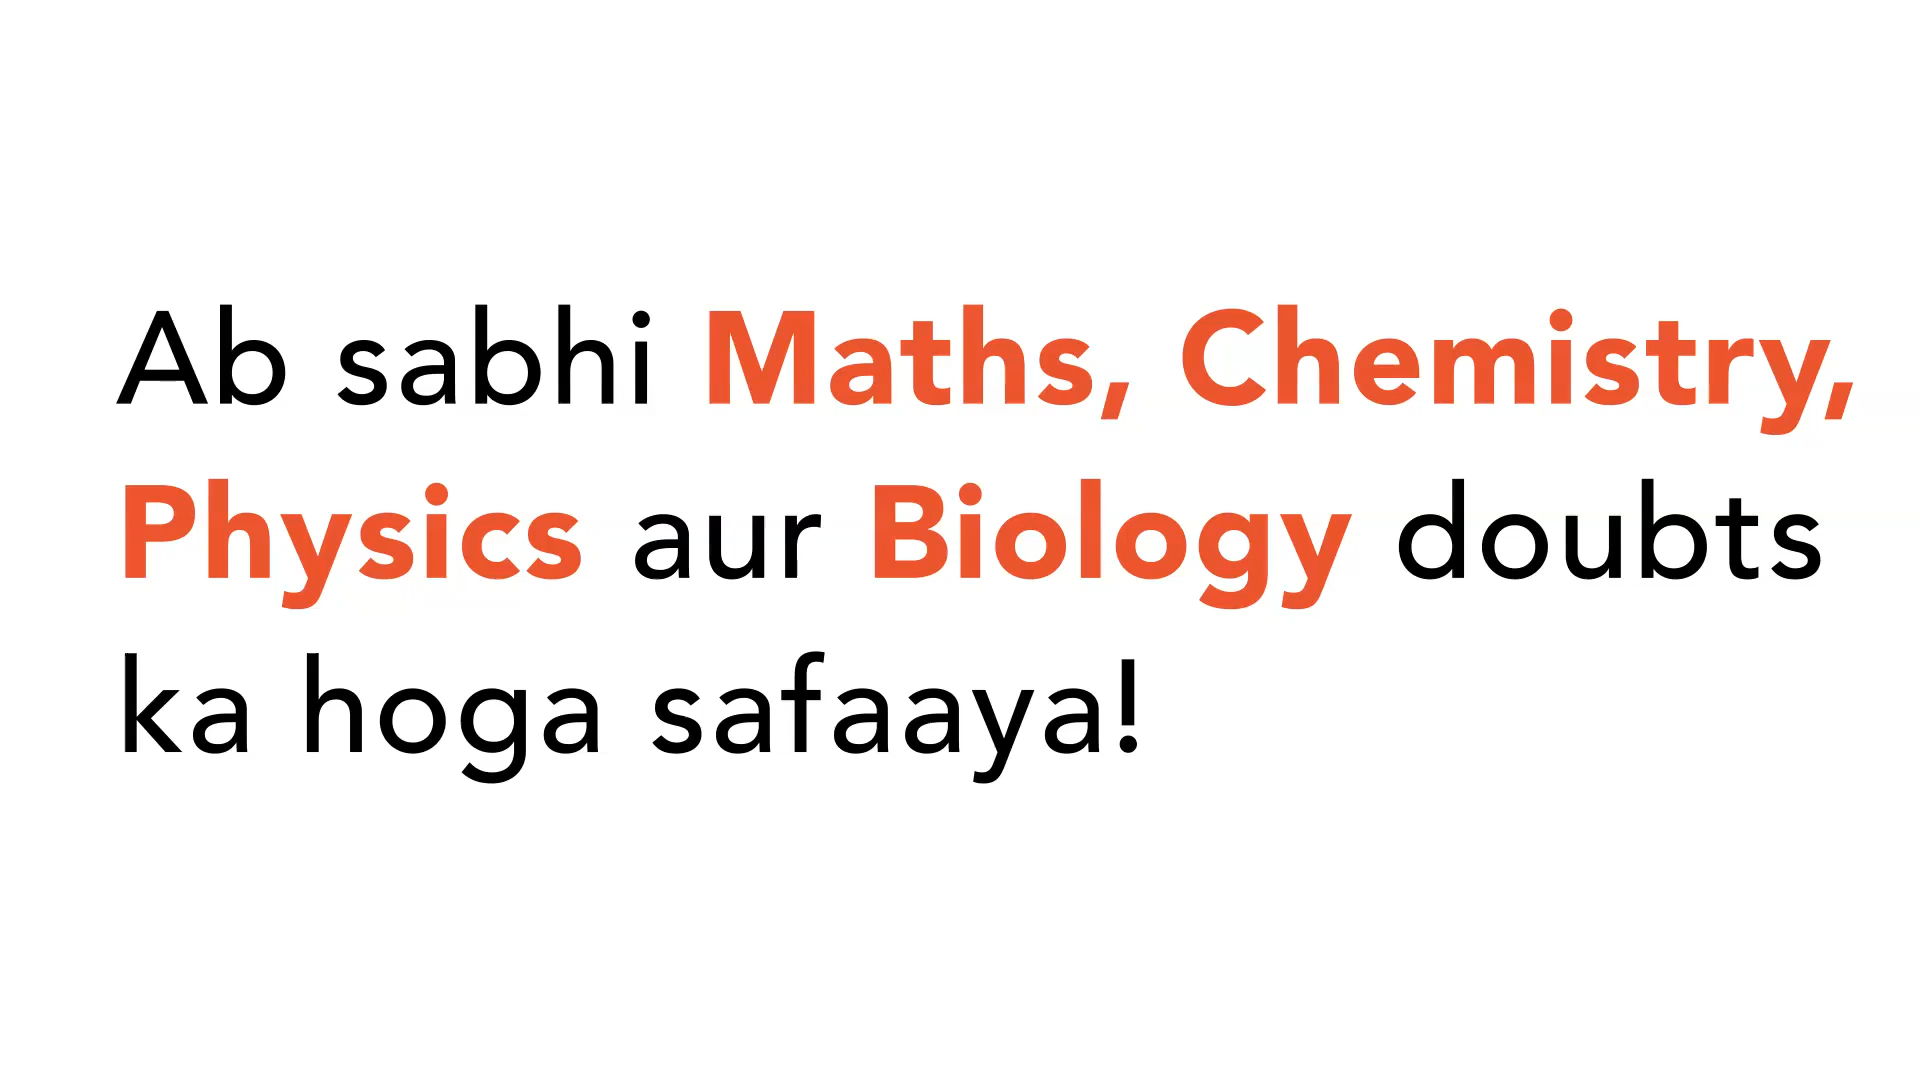 Ab sabhi Maths, Chemistry,
Physics aur Biology doubts
ka hoga safaaya!